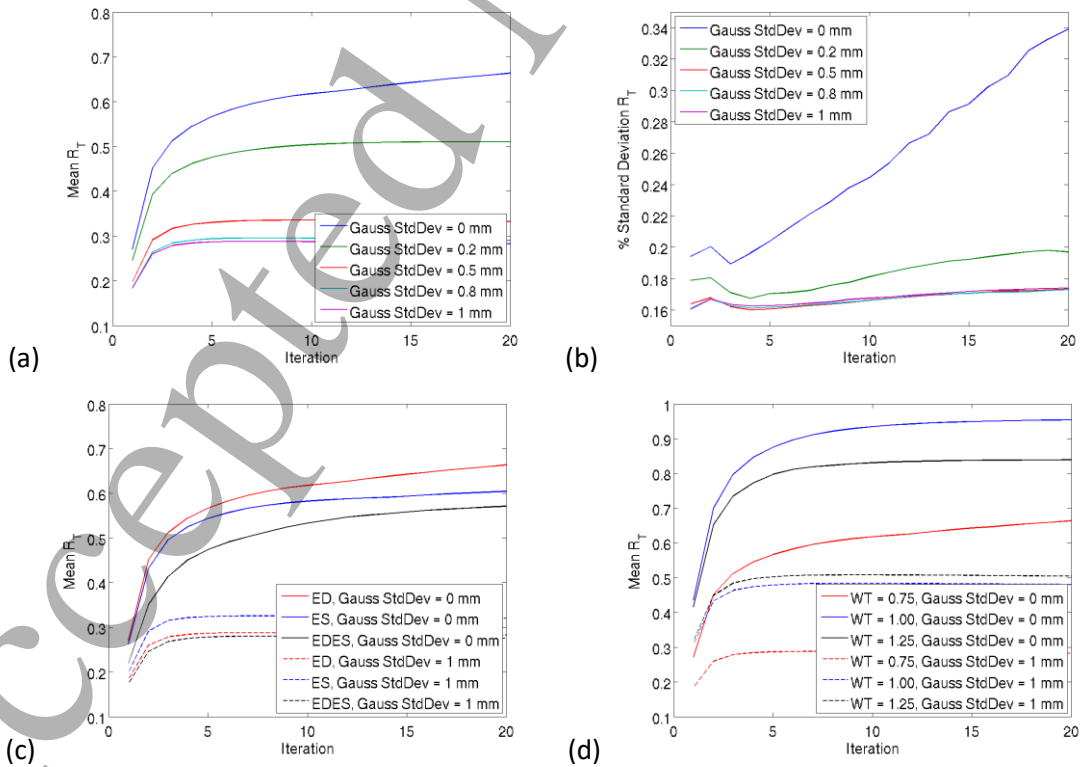 0.8
0.7
0.6
0.5
0.4
0.3
0.2
0.1
Mean R_T
0
5
10
15
20
Iteration
Gauss StdDev = 0 mm
Gauss StdDev = 0.2 mm
Gauss StdDev = 0.5 mm
Gauss StdDev = 0.8 mm
Gauss StdDev = 1 mm
(a)
0.34
0.32
0.3
0.28
0.26
0.24
0.22
0.2
0.18
0.16
% Standard Deviation R_T
0
5
10
15
20
Iteration
Gauss StdDev = 0 mm
Gauss StdDev = 0.2 mm
Gauss StdDev = 0.5 mm
Gauss StdDev = 0.8 mm
Gauss StdDev = 1 mm
(b)
0.8
0.7
0.6
0.5
0.4
0.3
0.2
0.1
Mean R_T
0
5
10
15
20
Iteration
ED, Gauss StdDev = 0 mm
ES, Gauss StdDev = 0 mm
EDES, Gauss StdDev = 0 mm
ED, Gauss StdDev = 1 mm
ES, Gauss StdDev = 1 mm
EDES, Gauss StdDev = 1 mm
(c)
1
0.9
0.8
0.7
0.6
0.5
0.4
0.3
0.2
0.1
Mean R_T
0
5
10
15
20
Iteration
WT = 0.75, Gauss StdDev = 0 mm
WT = 1.00, Gauss StdDev = 0 mm
WT = 1.25, Gauss StdDev = 0 mm
WT = 0.75, Gauss StdDev = 1 mm
WT = 1.00, Gauss StdDev = 1 mm
WT = 1.25, Gauss StdDev = 1 mm
(d)
ccepted